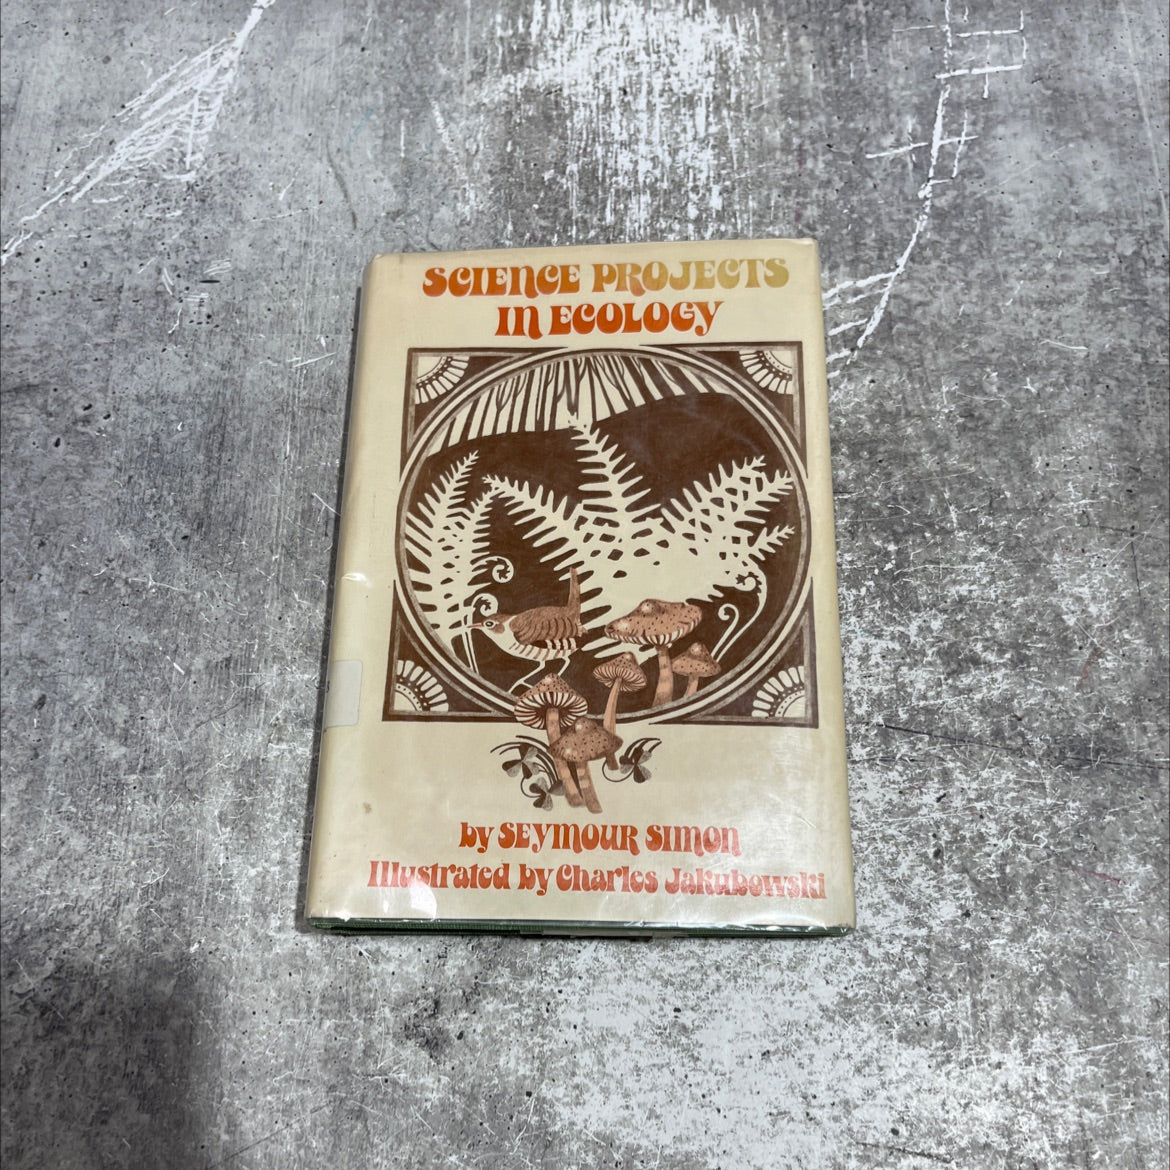 SCIENCE PROJECTS
IN ECOLOGY
by SEYMOUR SIMON
Illustrated by Charles Jakubowski